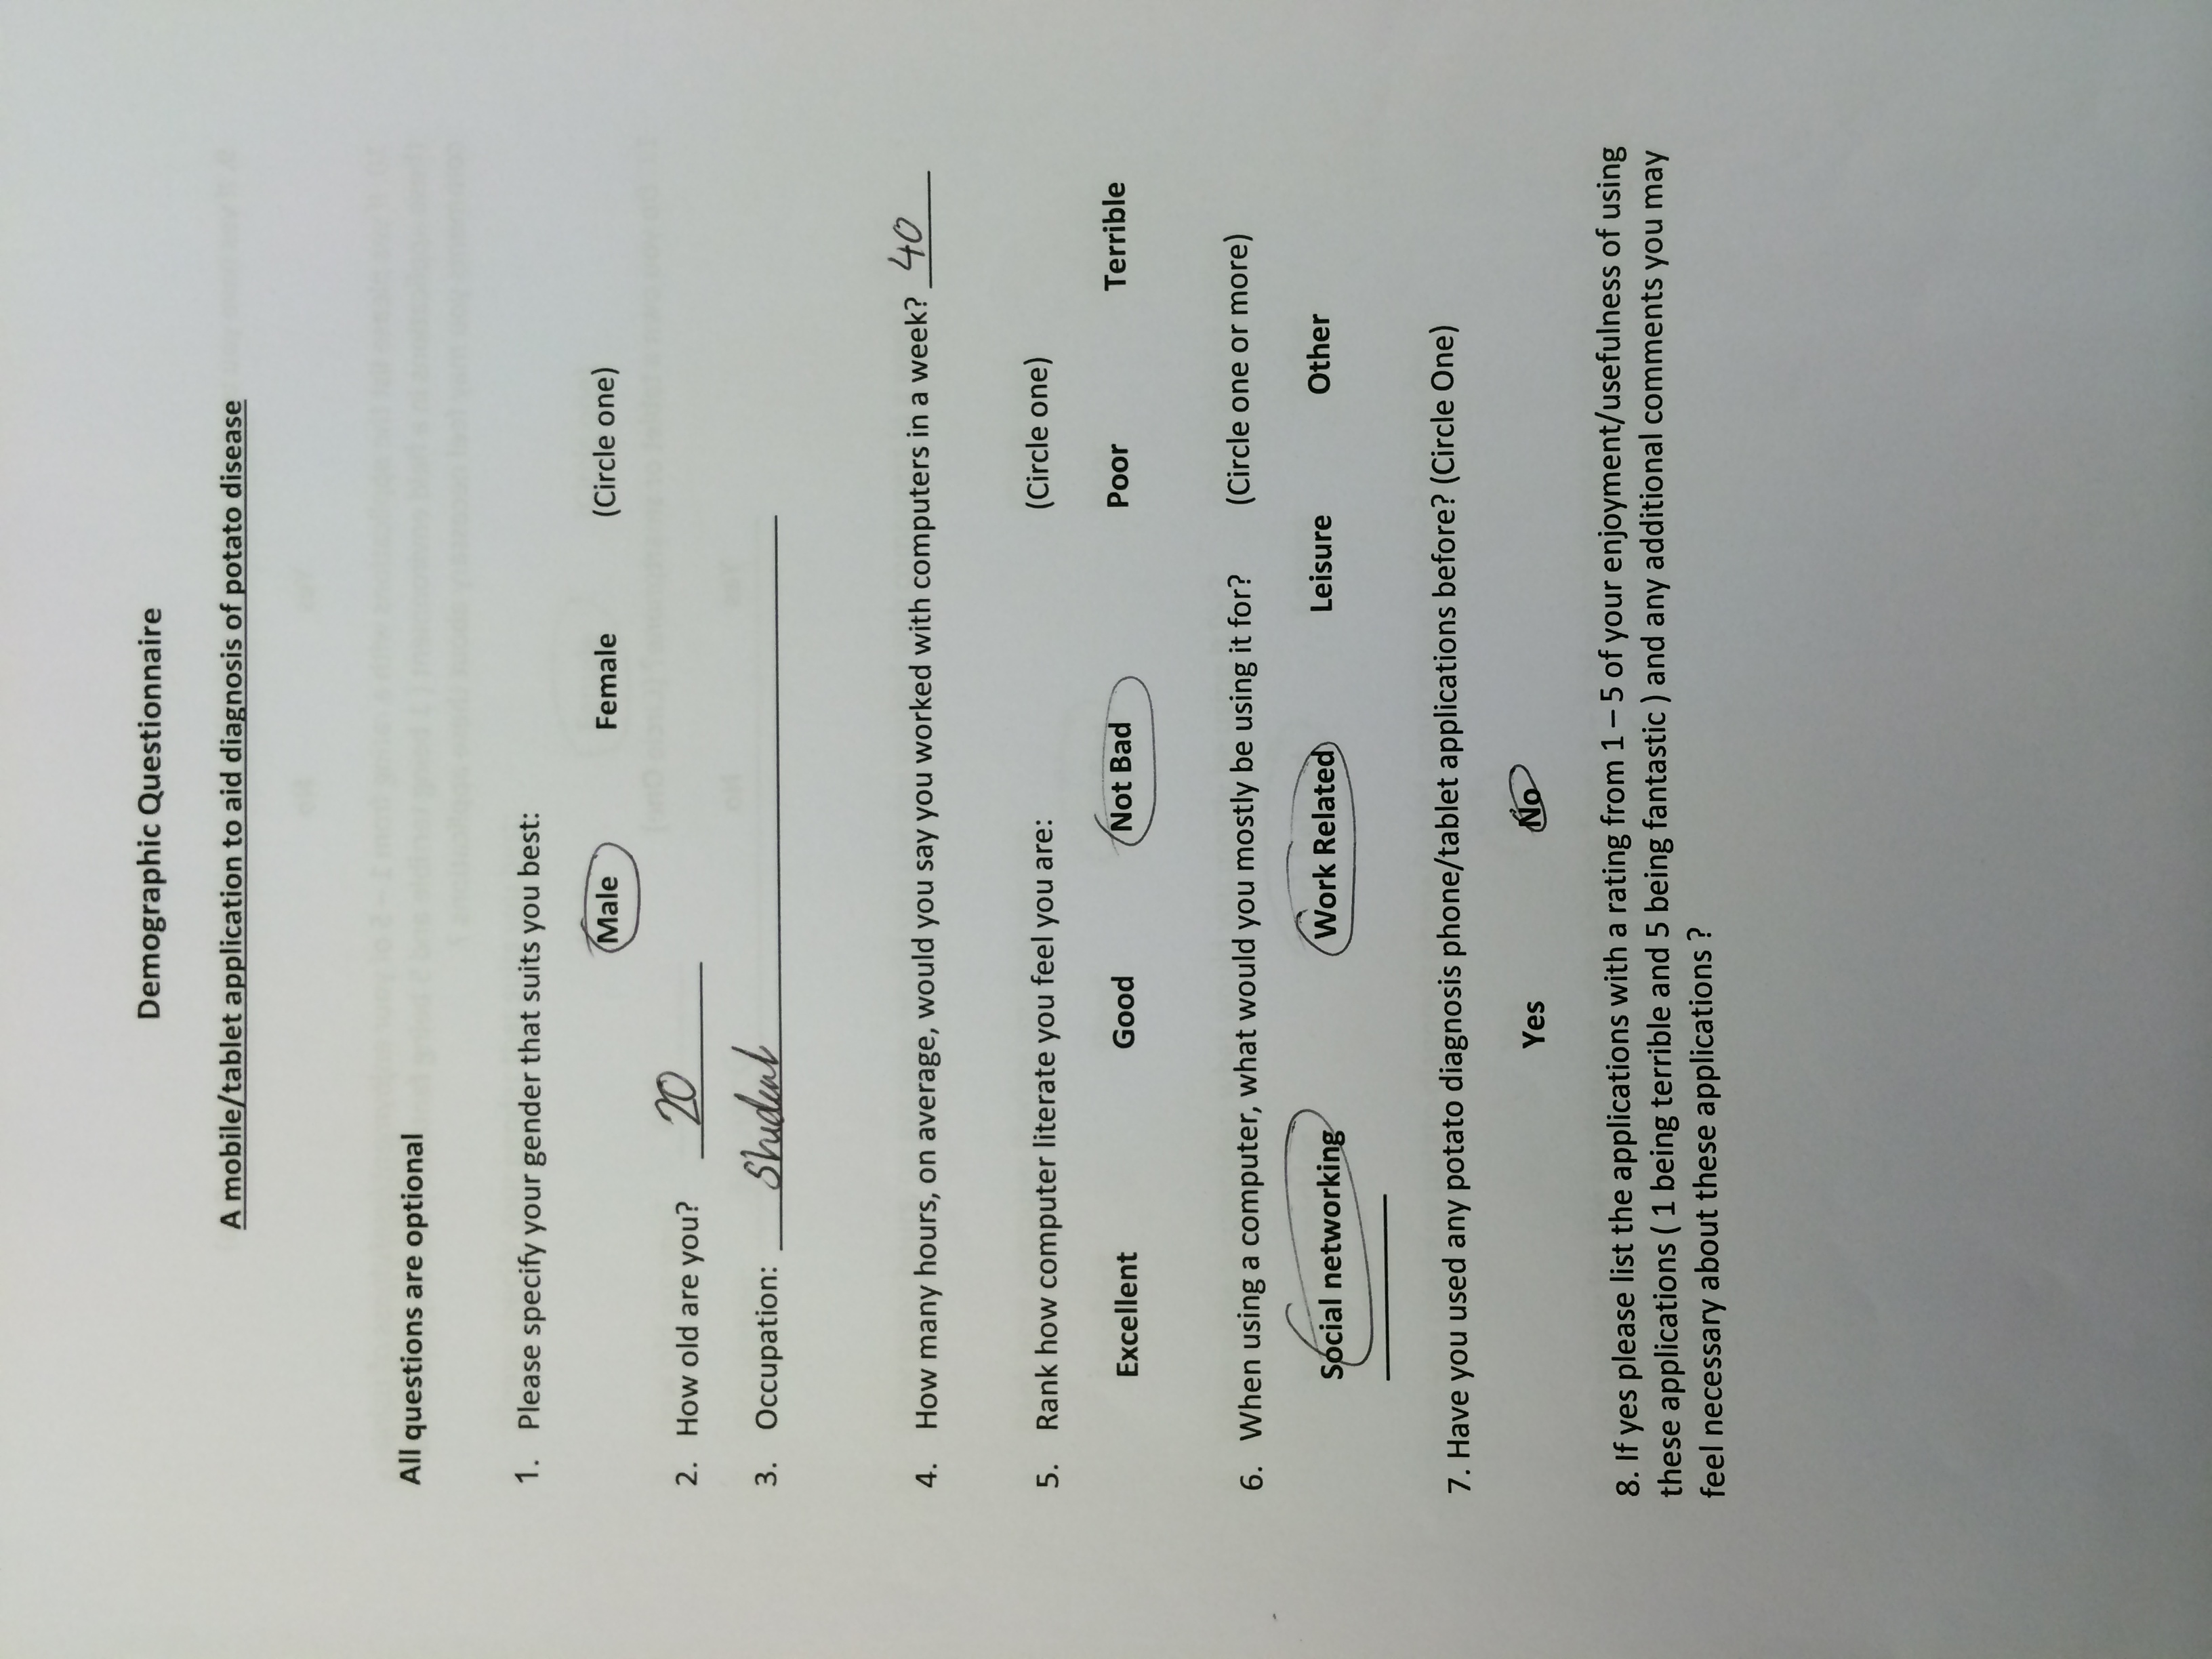 Demographic Questionnaire
A mobile/tablet application to aid diagnosis of potato disease
All questions are optional
1. Please specify your gender that suits you best:
Male Female (Circle one)
2. How old are you? 20
3. Occupation: Student
4. How many hours, on average, would you say you worked with computers in a week? 40
5. Rank how computer literate you feel you are: (Circle one)
Excellent Good Not Bad Poor Terrible
6. When using a computer, what would you mostly be using it for? (Circle one or more)
Social networking Work Related Leisure Other
7. Have you used any potato diagnosis phone/tablet applications before? (Circle One)
Yes No
8. If yes please list the applications with a rating from 1 – 5 of your enjoyment/usefulness of using
these applications ( 1 being terrible and 5 being fantastic ) and any additional comments you may
feel necessary about these applications ?